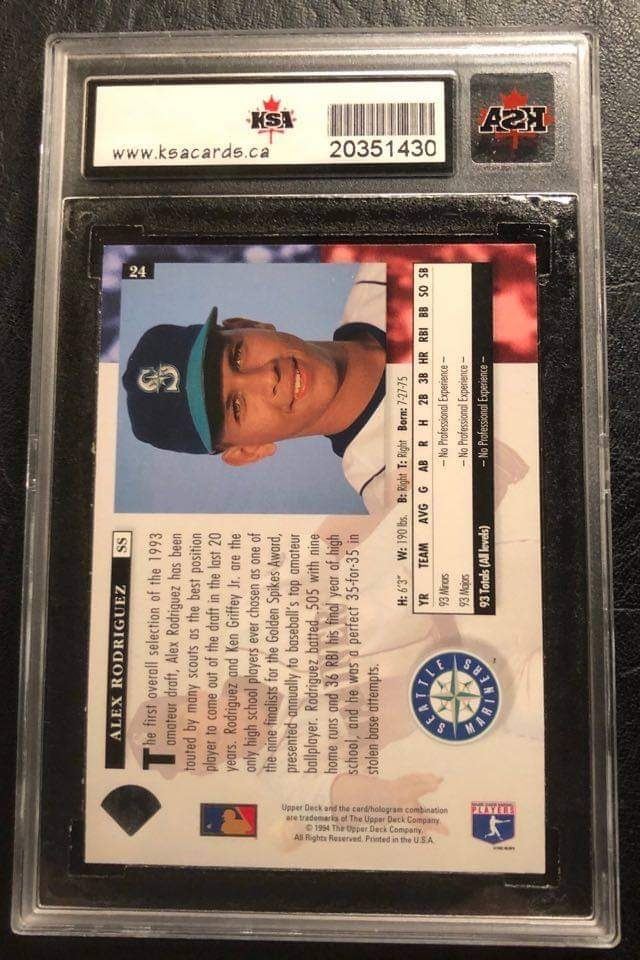 KSA
www.ksacards.ca
20351430
KSA
24
ALEX RODRIGUEZ SS
The first overall selection of the 1993
amateur draft, Alex Rodriguez has been
touted by many scouts as the best position
player to come out of the draft in the last 20
years. Rodriguez and Ken Griffey Jr. are the
only high school players ever chosen as one of
the nine finalists for the Golden Spikes Award,
presented annually to baseball's top amateur
ballplayer. Rodriguez batted .505 with nine
home runs and 36 RBI his final year of high
school, and he was a perfect 35-for-35 in
stolen base attempts.
H: 6'3" W: 190 lbs. B: Right T: Right Born: 7-27-75
YR TEAM AVG G AB R H 2B 3B HR RBI BB SO SB
93 Minors – No Professional Experience –
93 Majors – No Professional Experience –
93 Totals (All levels) – No Professional Experience –
SEATTLE
MARINERS
Upper Deck and the card/hologram combination
are trademarks of The Upper Deck Company.
© 1994 The Upper Deck Company.
All Rights Reserved. Printed in the U.S.A.
PLAYERS